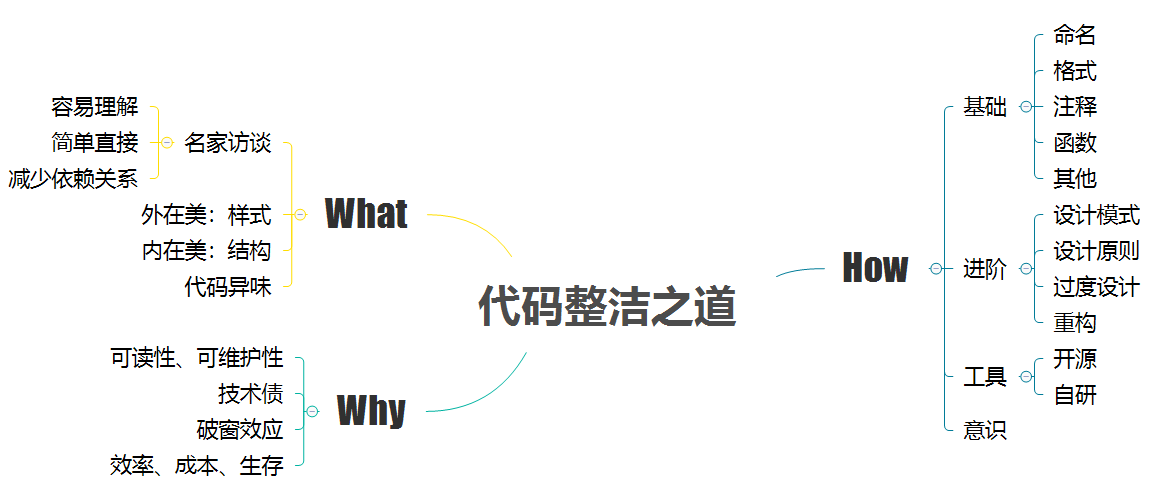 代码整洁之道
What
名家访谈
容易理解
简单直接
减少依赖关系
外在美：样式
内在美：结构
代码异味
Why
可读性、可维护性
技术债
破窗效应
效率、成本、生存
How
基础
命名
格式
注释
函数
其他
进阶
设计模式
设计原则
过度设计
重构
工具
开源
自研
意识